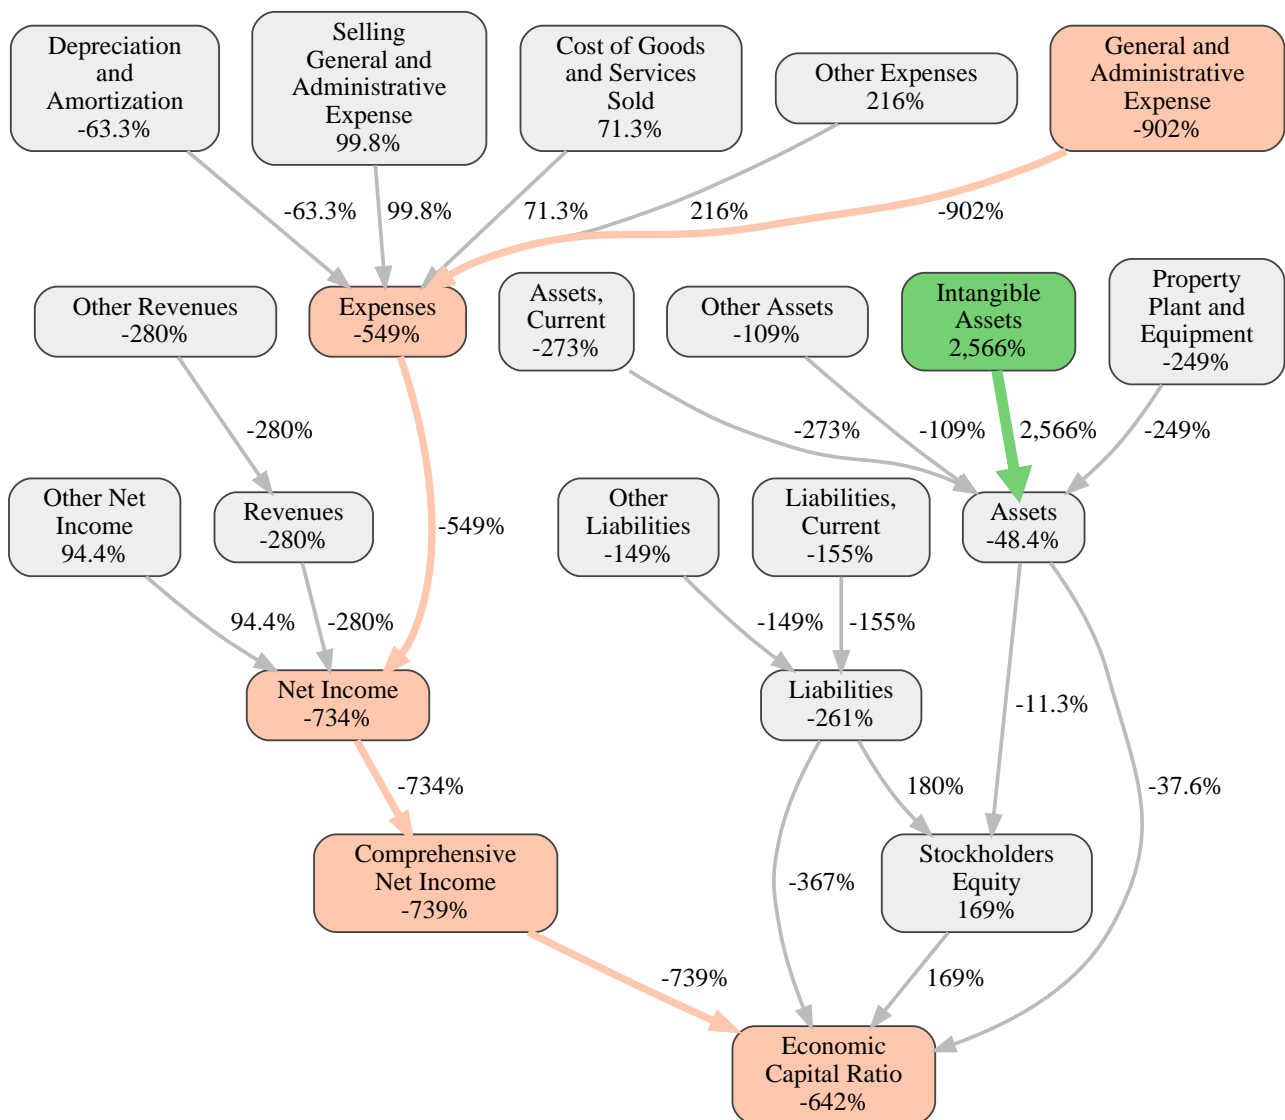 Depreciation
and
Amortization
-63.3%
Selling
General and
Administrative
Expense
99.8%
Cost of Goods
and Services
Sold
71.3%
Other Expenses
216%
General and
Administrative
Expense
-902%
-63.3%
99.8%
71.3%
216%
-902%
Other Revenues
-280%
Expenses
-549%
Assets,
Current
-273%
Other Assets
-109%
Intangible
Assets
2,566%
Property
Plant and
Equipment
-249%
-280%
-273%
-109%
2,566%
-249%
Other Net
Income
94.4%
Revenues
-280%
-549%
Other
Liabilities
-149%
Liabilities,
Current
-155%
Assets
-48.4%
94.4%
-280%
-149%
-155%
Net Income
-734%
Liabilities
-261%
-11.3%
-734%
180%
-37.6%
Comprehensive
Net Income
-739%
-367%
Stockholders
Equity
169%
-739%
169%
Economic
Capital Ratio
-642%